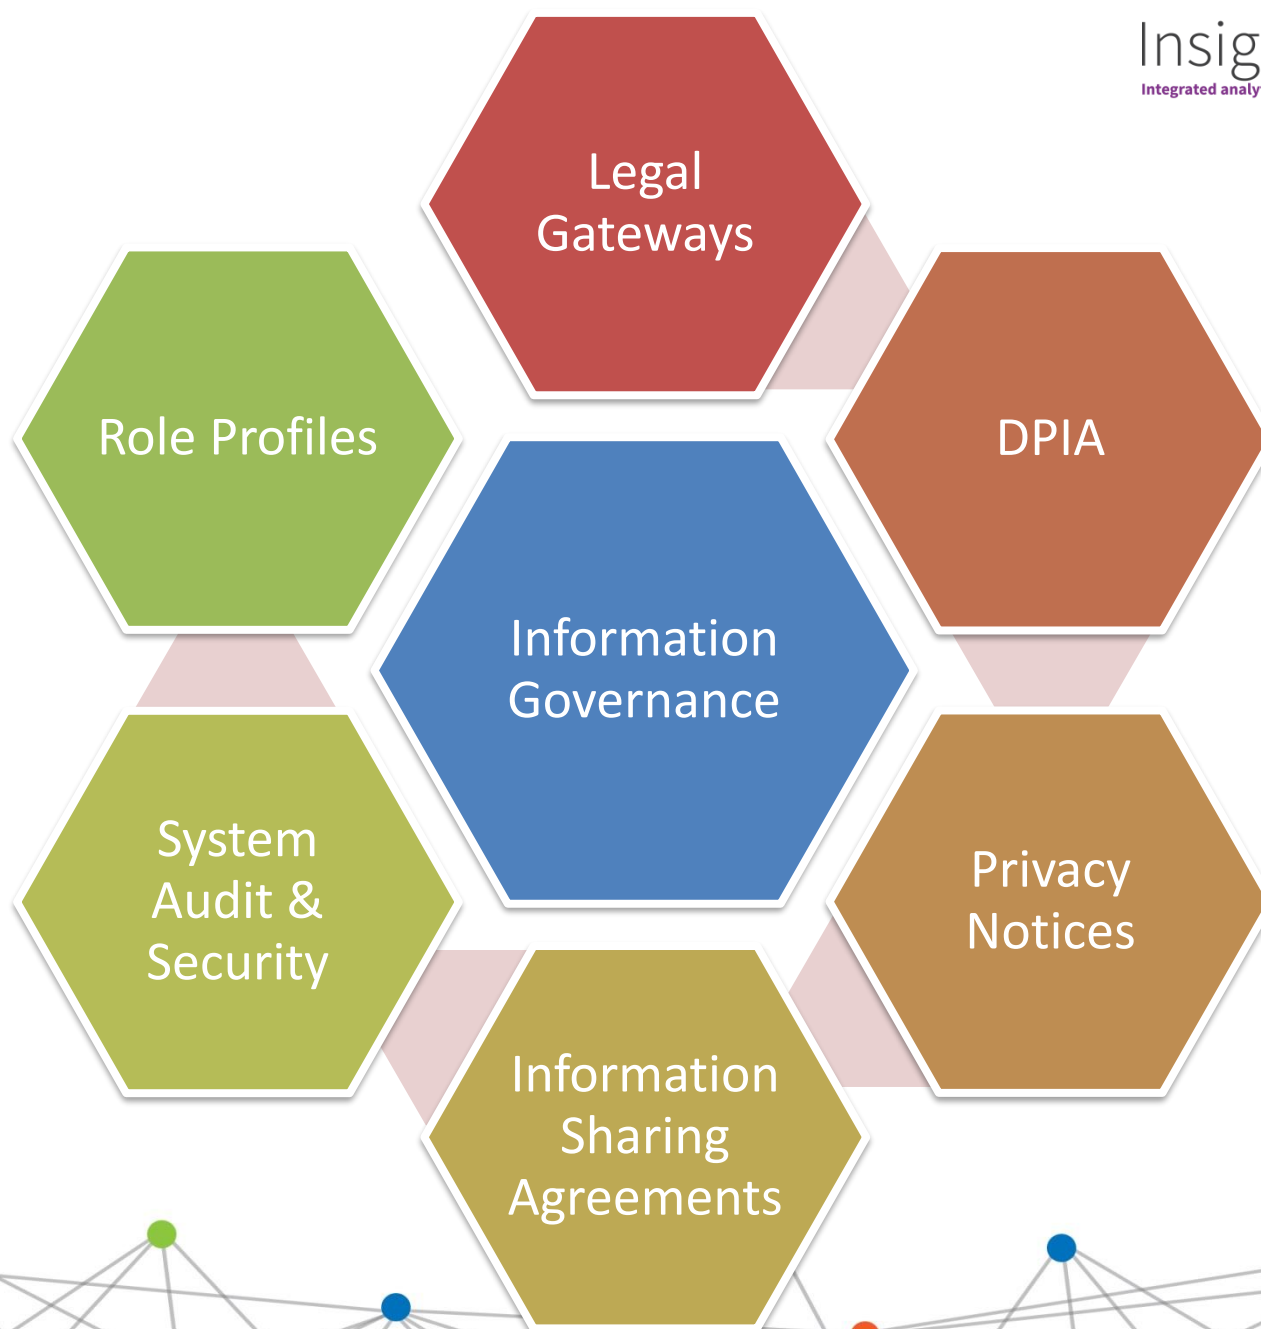 Insig
Integrated analy
Legal
Gateways
Role Profiles
DPIA
Information
Governance
System
Audit &
Security
Privacy
Notices
Information
Sharing
Agreements